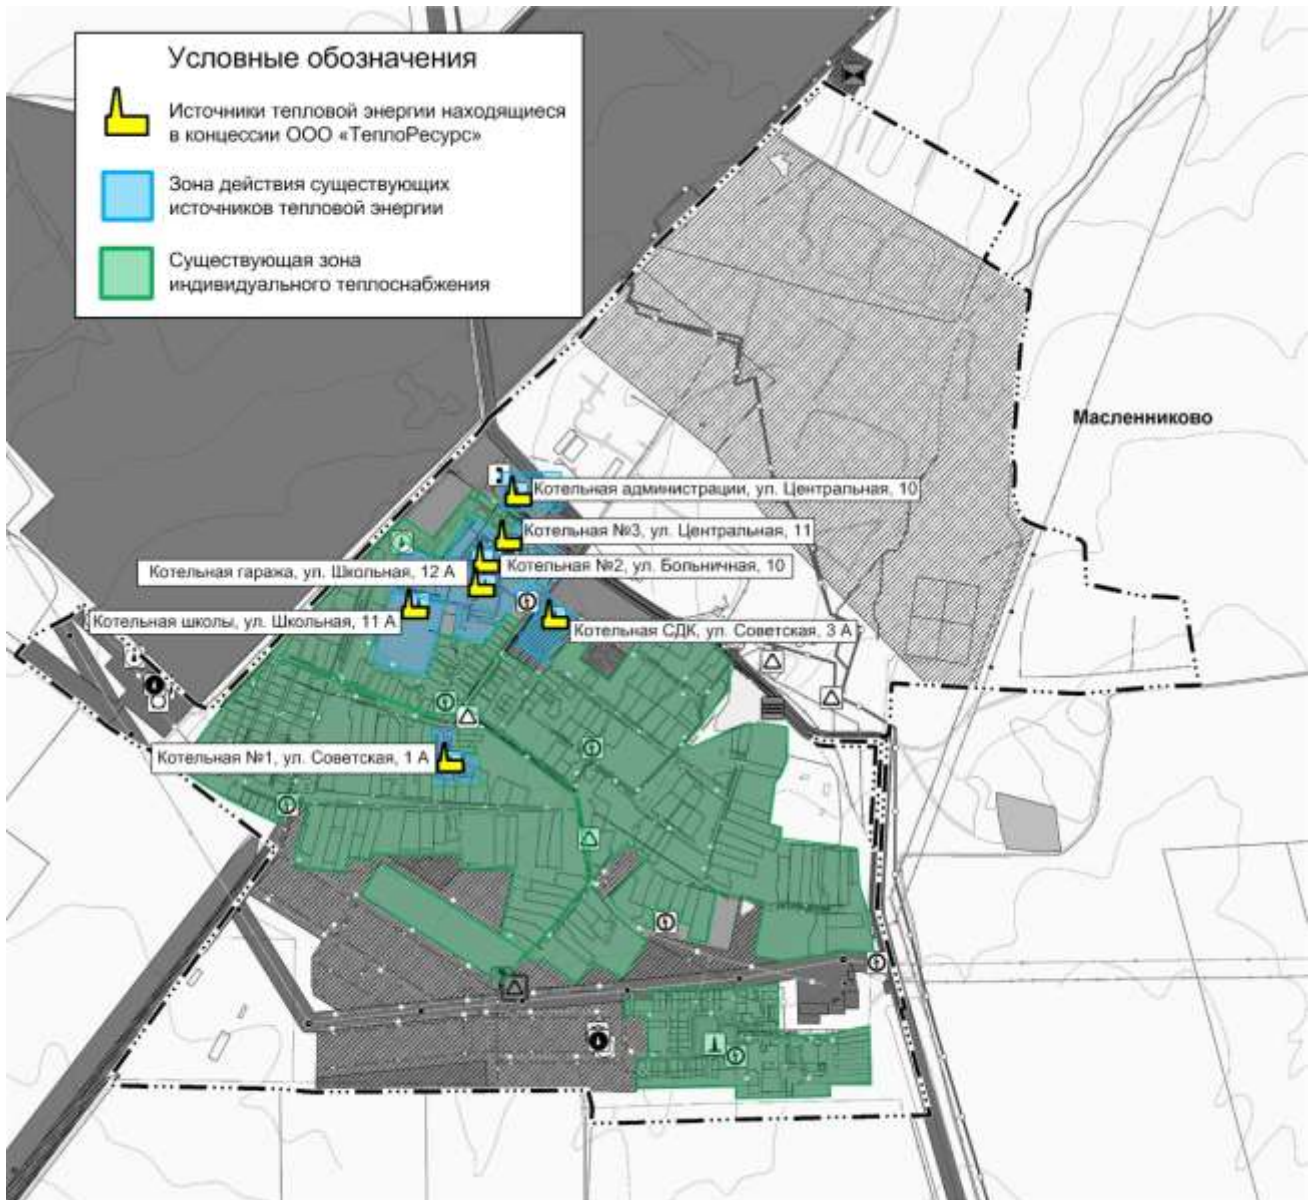 Условные обозначения
Источники тепловой энергии находящиеся
в концессии ООО «ТеплоРесурс»
Зона действия существующих
источников тепловой энергии
Существующая зона
индивидуального теплоснабжения
Масленниково
Котельная администрации, ул. Центральная, 10
Котельная №3, ул. Центральная, 11
Котельная №2, ул. Больничная, 10
Котельная гаража, ул. Школьная, 12 А
Котельная школы, ул. Школьная, 11 А
Котельная СДК, ул. Советская, 3 А
Котельная №1, ул. Советская, 1 А